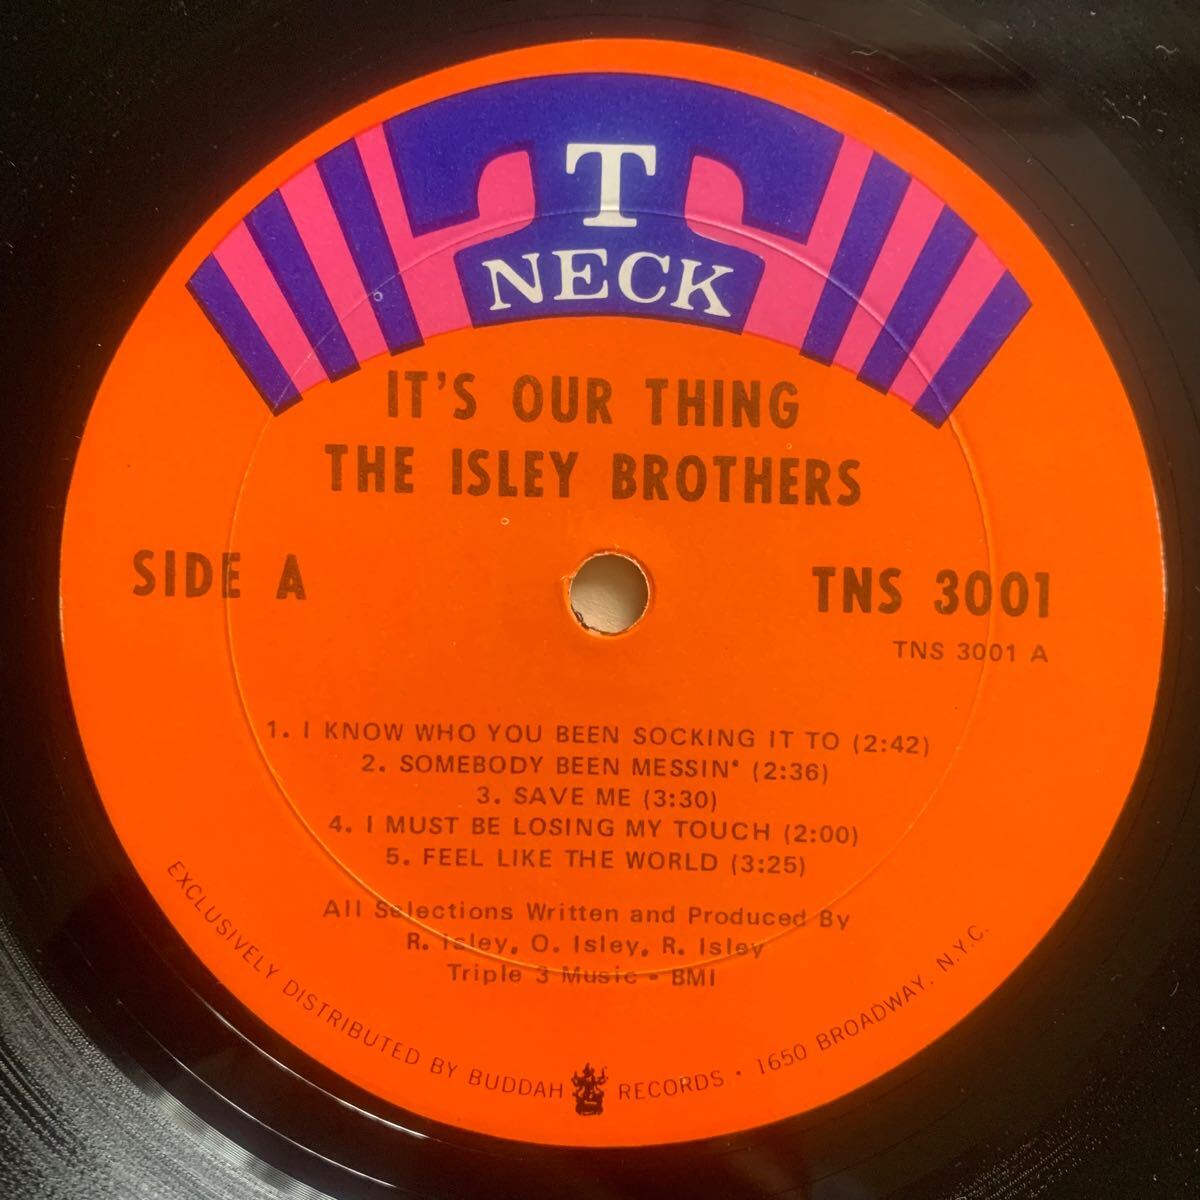 T
NECK
IT'S OUR THING
THE ISLEY BROTHERS
SIDE A
TNS 3001
TNS 3001 A
1. I KNOW WHO YOU BEEN SOCKING IT TO (2:42)
2. SOMEBODY BEEN MESSIN' (2:36)
3. SAVE ME (3:30)
4. I MUST BE LOSING MY TOUCH (2:00)
5. FEEL LIKE THE WORLD (3:25)
All Selections Written and Produced By
R. Isley, O. Isley, R. Isley
Triple 3 Music - BMI
EXCLUSIVELY DISTRIBUTED BY BUDDAH RECORDS · 1650 BROADWAY, N.Y.C.